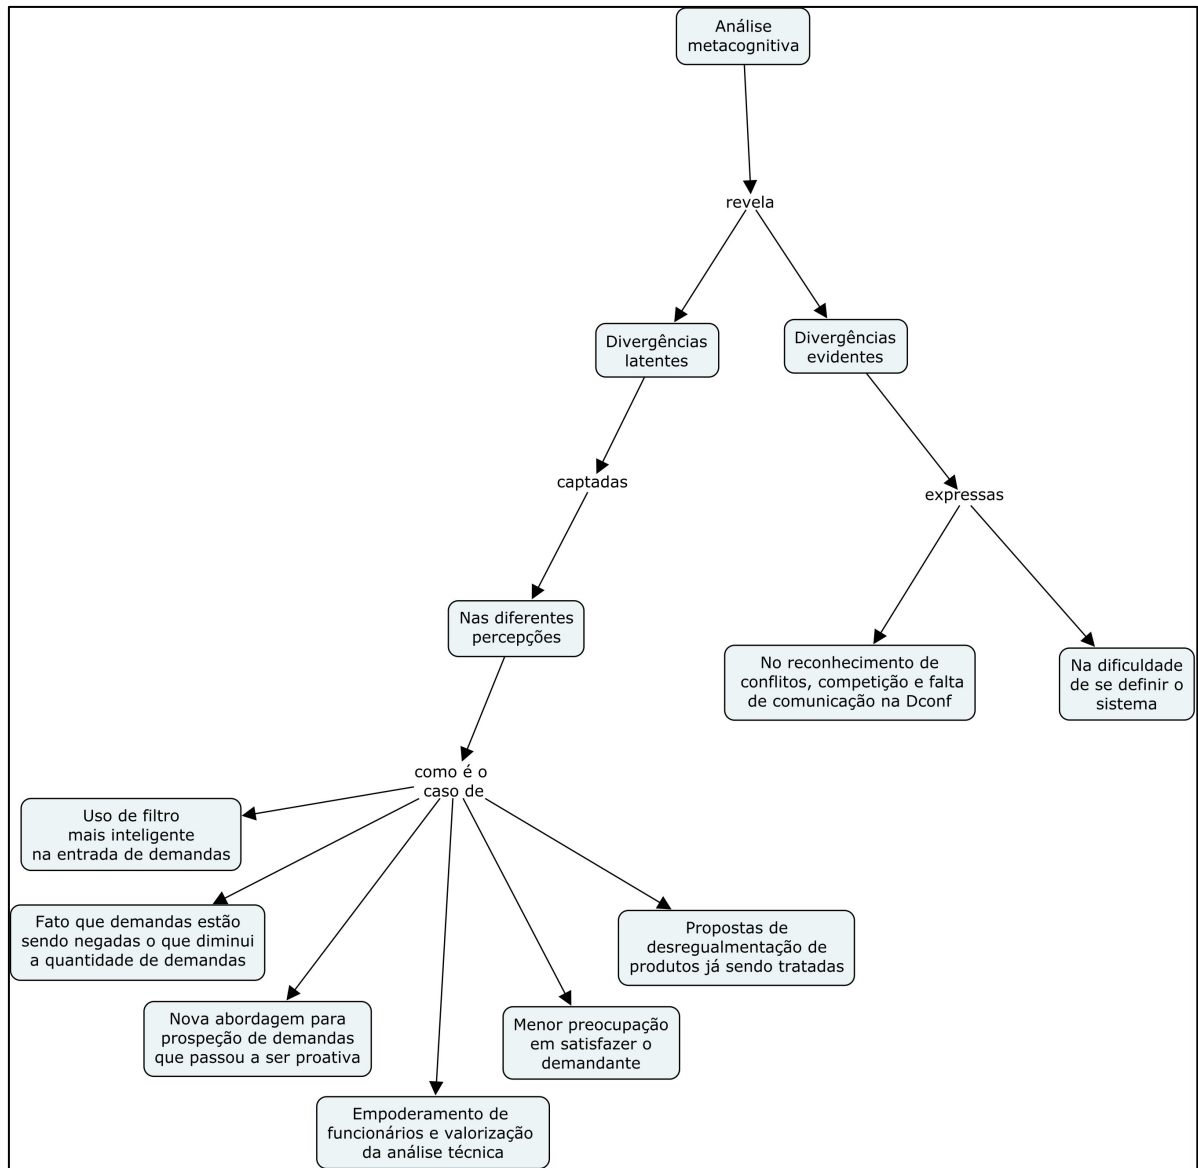 Análise
metacognitiva
revela
Divergências
latentes
Divergências
evidentes
captadas
expressas
Nas diferentes
percepções
No reconhecimento de
conflitos, competição e falta
de comunicação na Dconf
Na dificuldade
de se definir o
sistema
como é o
caso de
Uso de filtro
mais inteligente
na entrada de demandas
Fato que demandas estão
sendo negadas o que diminui
a quantidade de demandas
Propostas de
desregualmentação de
produtos já sendo tratadas
Nova abordagem para
prospeção de demandas
que passou a ser proativa
Menor preocupação
em satisfazer o
demandante
Empoderamento de
funcionários e valorização
da análise técnica